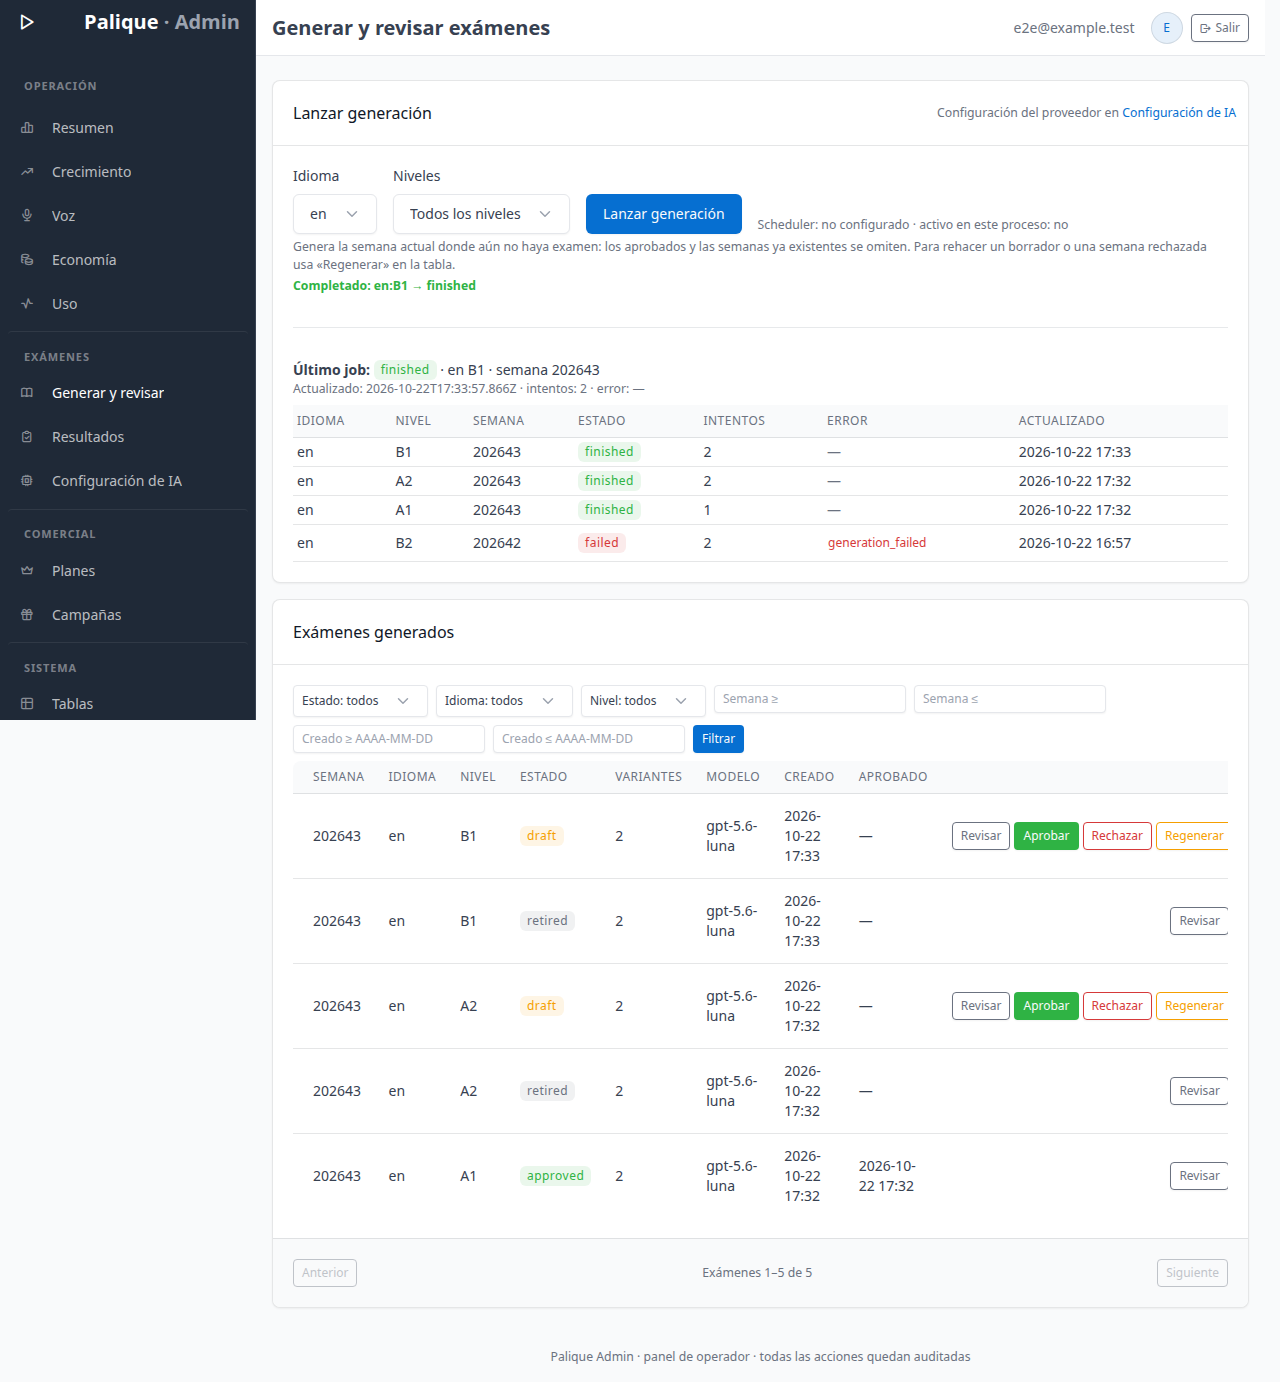 Palique · Admin
OPERACIÓN
Resumen
Crecimiento
Voz
Economía
Uso
EXÁMENES
Generar y revisar
Resultados
Configuración de IA
COMERCIAL
Planes
Campañas
SISTEMA
Tablas
Generar y revisar exámenes
e2e@example.test E Salir
Lanzar generación
Configuración del proveedor en Configuración de IA
Idioma Niveles
en Todos los niveles Lanzar generación Scheduler: no configurado · activo en este proceso: no
Genera la semana actual donde aún no haya examen: los aprobados y las semanas ya existentes se omiten. Para rehacer un borrador o una semana rechazada
usa «Regenerar» en la tabla.
Completado: en:B1 → finished
Último job: finished · en B1 · semana 202643
Actualizado: 2026-10-22T17:33:57.866Z · intentos: 2 · error: —
IDIOMA NIVEL SEMANA ESTADO INTENTOS ERROR ACTUALIZADO
en B1 202643 finished 2 — 2026-10-22 17:33
en A2 202643 finished 2 — 2026-10-22 17:32
en A1 202643 finished 1 — 2026-10-22 17:32
en B2 202642 failed 2 generation_failed 2026-10-22 16:57
Exámenes generados
Estado: todos Idioma: todos Nivel: todos Semana ≥ Semana ≤
Creado ≥ AAAA-MM-DD Creado ≤ AAAA-MM-DD Filtrar
SEMANA IDIOMA NIVEL ESTADO VARIANTES MODELO CREADO APROBADO
202643 en B1 draft 2 gpt-5.6-luna 2026-10-22 17:33 — Revisar Aprobar Rechazar Regenerar
202643 en B1 retired 2 gpt-5.6-luna 2026-10-22 17:33 — Revisar
202643 en A2 draft 2 gpt-5.6-luna 2026-10-22 17:32 — Revisar Aprobar Rechazar Regenerar
202643 en A2 retired 2 gpt-5.6-luna 2026-10-22 17:32 — Revisar
202643 en A1 approved 2 gpt-5.6-luna 2026-10-22 17:32 2026-10-22 17:32 Revisar
Anterior Exámenes 1–5 de 5 Siguiente
Palique Admin · panel de operador · todas las acciones quedan auditadas